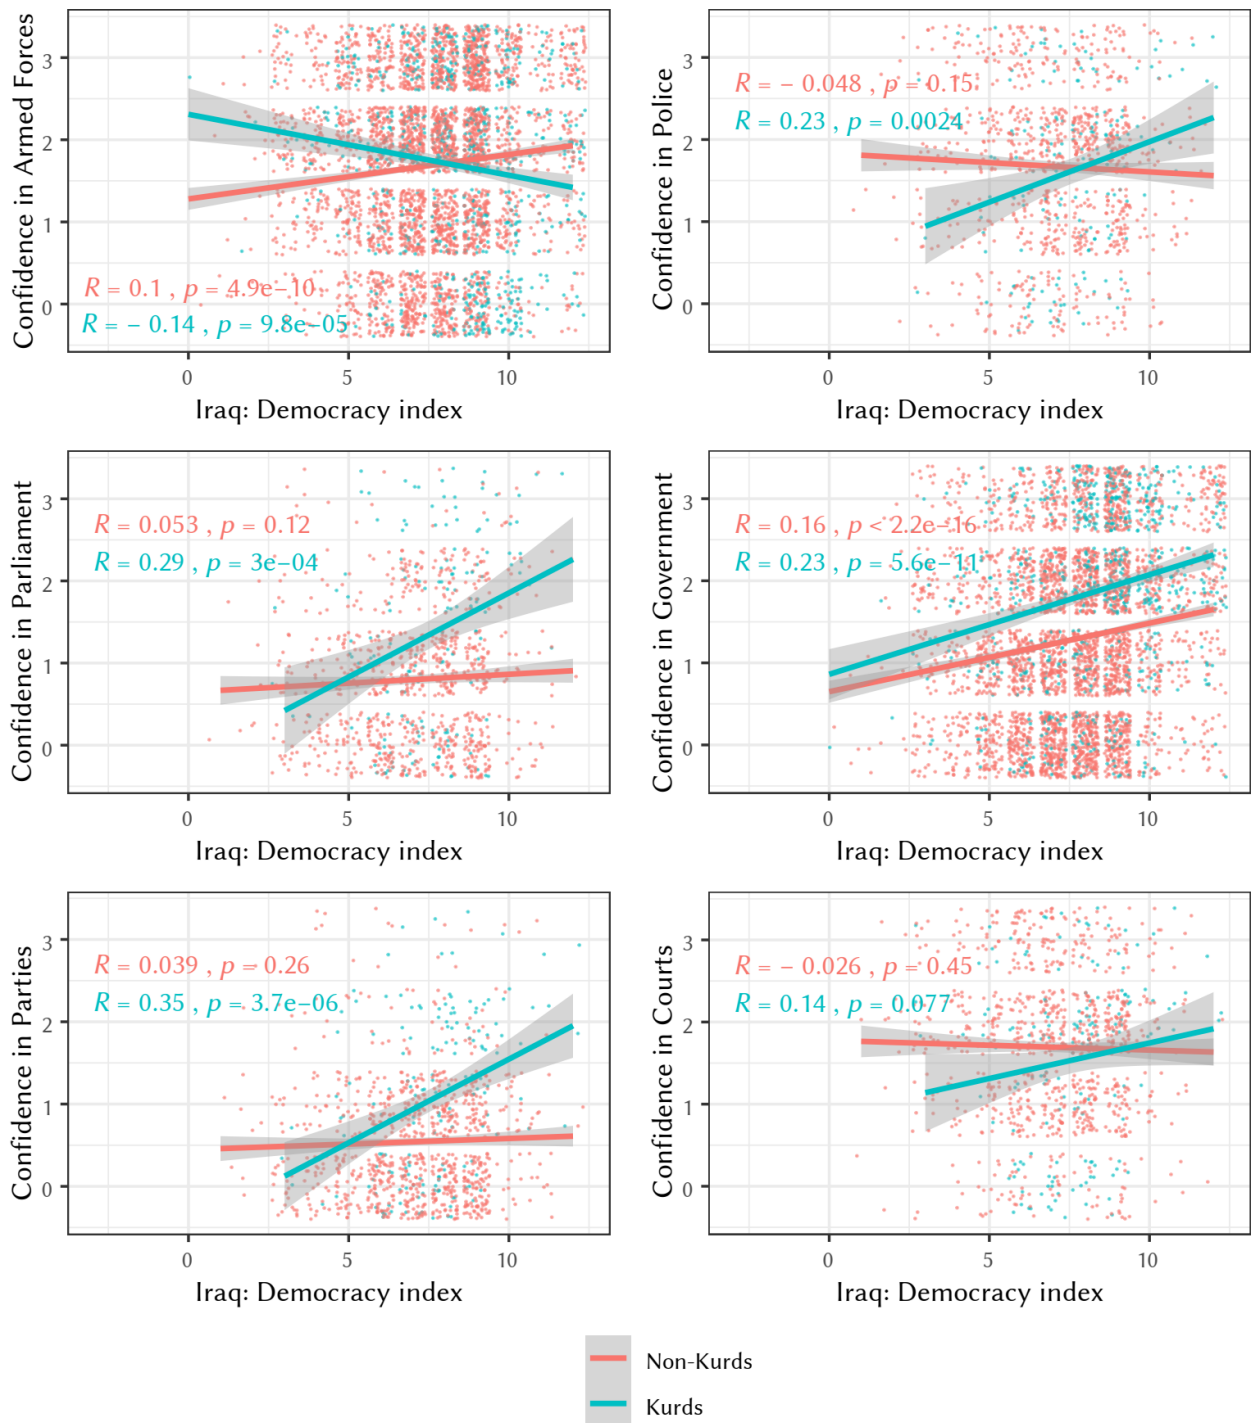 Confidence in Armed Forces
3
2
1
0
R = 0.1 , p = 4.9e−10
R = − 0.14 , p = 9.8e−05
0 5 10
Iraq: Democracy index
Confidence in Police
3
2
1
0
R = − 0.048 , p = 0.15
R = 0.23 , p = 0.0024
0 5 10
Iraq: Democracy index
Confidence in Parliament
3
2
1
0
R = 0.053 , p = 0.12
R = 0.29 , p = 3e−04
0 5 10
Iraq: Democracy index
Confidence in Government
3
2
1
0
R = 0.16 , p < 2.2e−16
R = 0.23 , p = 5.6e−11
0 5 10
Iraq: Democracy index
Confidence in Parties
3
2
1
0
R = 0.039 , p = 0.26
R = 0.35 , p = 3.7e−06
0 5 10
Iraq: Democracy index
Confidence in Courts
3
2
1
0
R = − 0.026 , p = 0.45
R = 0.14 , p = 0.077
0 5 10
Iraq: Democracy index
Non-Kurds
Kurds